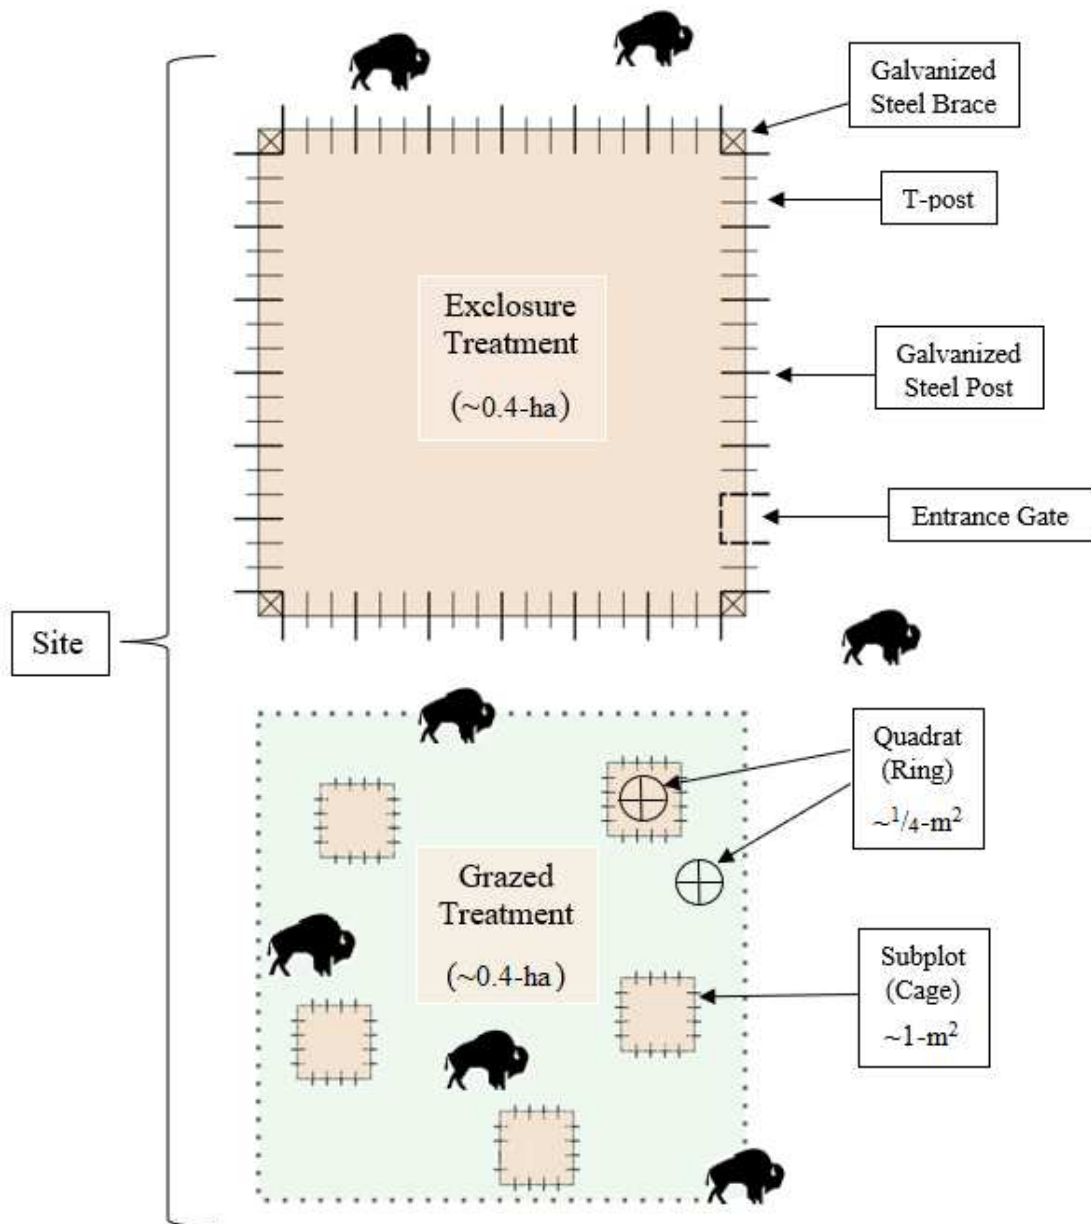 Galvanized
Steel Brace
T-post
Exclosure
Treatment
(~0.4-ha)
Galvanized
Steel Post
Entrance Gate
Site
Quadrat
(Ring)
~1/4-m²
Grazed
Treatment
(~0.4-ha)
Subplot
(Cage)
~1-m²